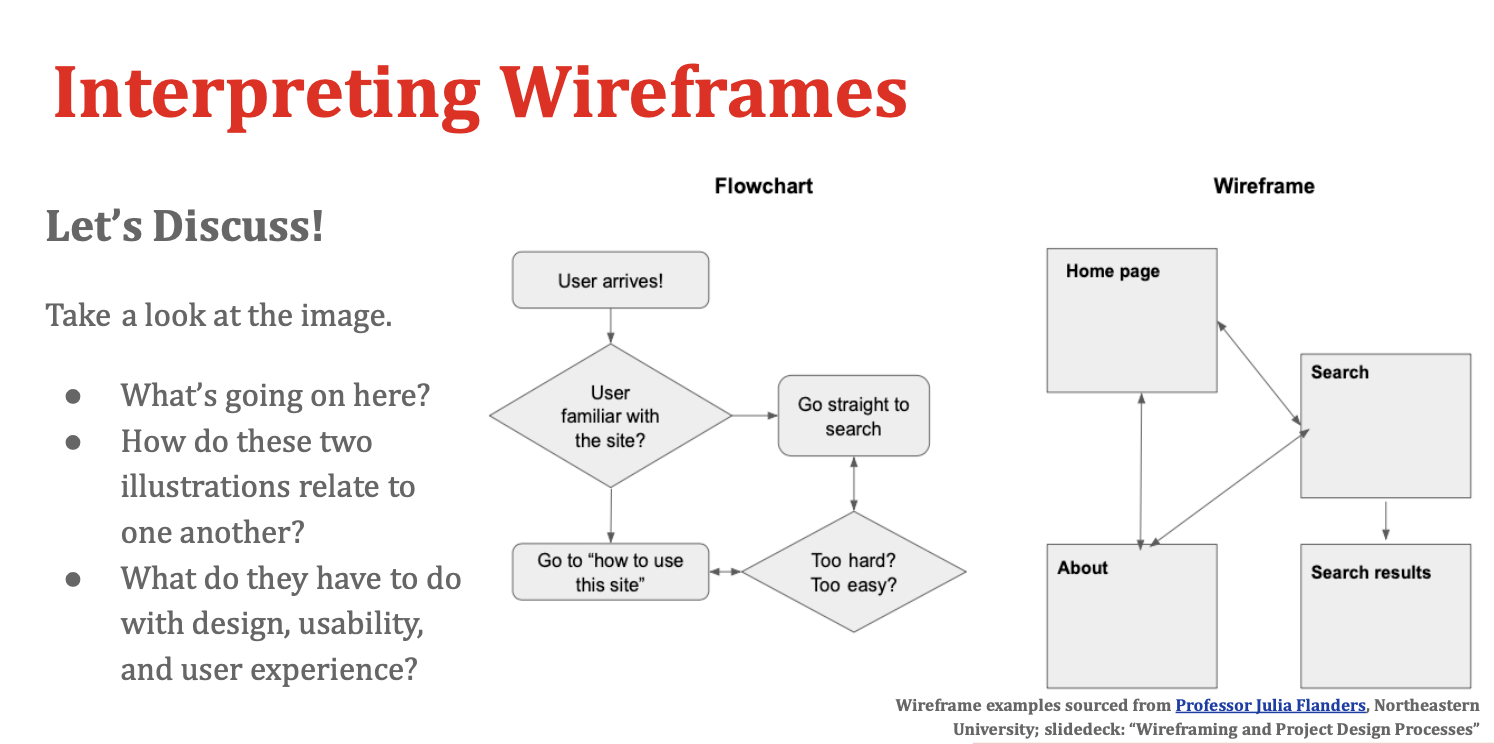 Interpreting Wireframes
Let’s Discuss!
Take a look at the image.
● What’s going on here?
● How do these two
illustrations relate to
one another?
● What do they have to do
with design, usability,
and user experience?
Flowchart
User arrives!
User
familiar with
the site?
Go straight to
search
Go to “how to use
this site”
Too hard?
Too easy?
Wireframe
Home page
Search
About
Search results
Wireframe examples sourced from Professor Julia Flanders, Northeastern
University; slidedeck: “Wireframing and Project Design Processes”